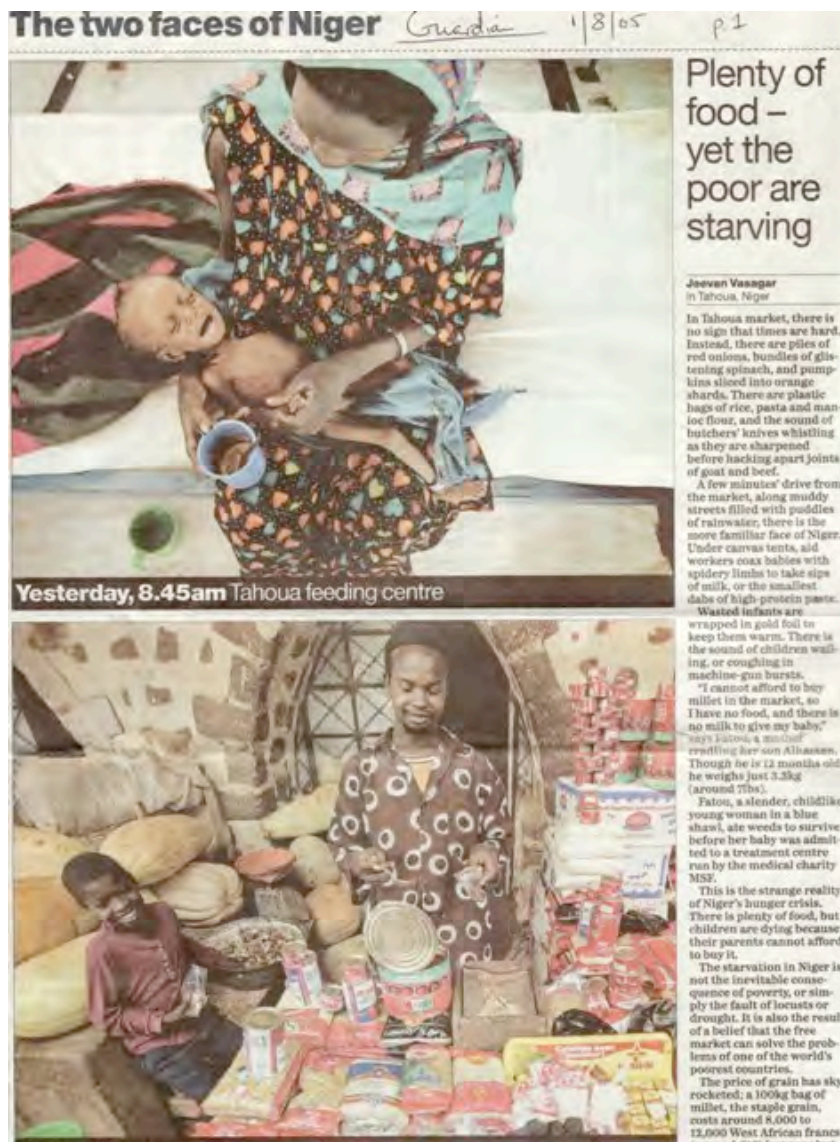 The two faces of Niger
Guardian 1/8/05 p.1
Yesterday, 8.45am Tahoua feeding centre
Plenty of
food –
yet the
poor are
starving
Jeevan Vasagar
in Tahoua, Niger
In Tahoua market, there is
no sign that times are hard.
Instead, there are piles of
red onions, bundles of glis-
tening spinach, and pump-
kins sliced into orange
shards. There are plastic
bags of rice, pasta and man-
ioc flour, and the sound of
butchers' knives whistling
as they are sharpened
before hacking apart joints
of goat and beef.
A few minutes' drive from
the market, along muddy
streets filled with puddles
of rainwater, there is the
more familiar face of Niger.
Under canvas tents, aid
workers coax babies with
spidery limbs to take sips
of milk, or the smallest
dabs of high-protein paste.
Wasted infants are
wrapped in gold foil to
keep them warm. There is
the sound of children wail-
ing, or coughing in
machine-gun bursts.
"I cannot afford to buy
millet in the market, so
I have no food, and there is
no milk to give my baby,"
says Fatou, a mother
cradling her son Alhassan.
Though he is 12 months old
he weighs just 3.3kg
(around 7lbs).
Fatou, a slender, childlike
young woman in a blue
shawl, ate weeds to survive
before her baby was admit-
ted to a treatment centre
run by the medical charity
MSF.
This is the strange reality
of Niger's hunger crisis.
There is plenty of food, but
children are dying because
their parents cannot afford
to buy it.
The starvation in Niger is
not the inevitable conse-
quence of poverty, or sim-
ply the fault of locusts or
drought. It is also the result
of a belief that the free
market can solve the prob-
lems of one of the world's
poorest countries.
The price of grain has sky
rocketed; a 100kg bag of
millet, the staple grain,
costs around 8,000 to
12,000 West African francs